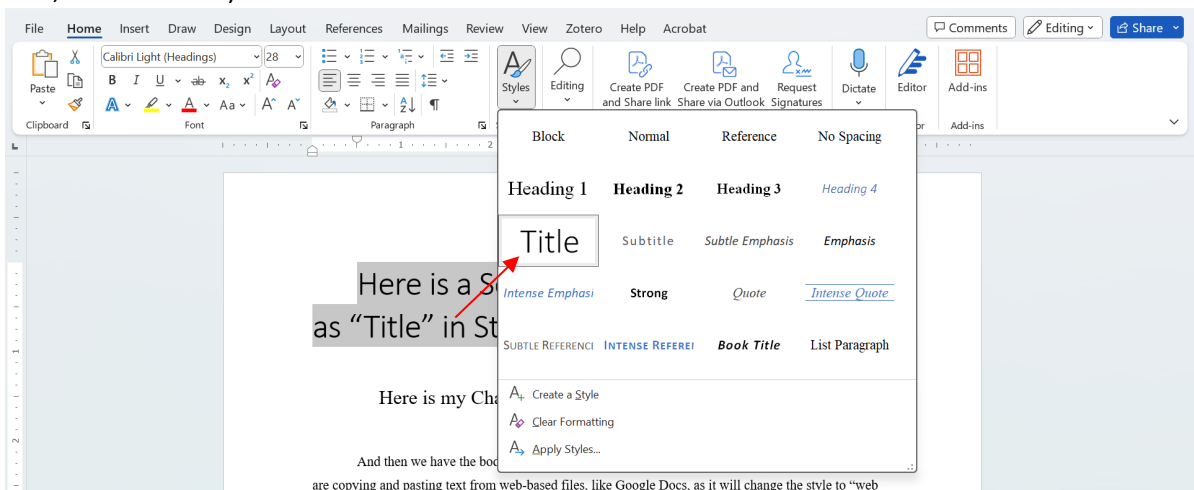 File Home Insert Draw Design Layout References Mailings Review View Zotero Help Acrobat Comments Editing Share
Calibri Light (Headings) 28
Paste
B I U ab x₂ x² A
A A Aa A^ Aˇ
Styles
Editing
Create PDF and Share link
Create PDF and Share via Outlook
Request Signatures
Dictate
Editor
Add-ins
Clipboard Font Paragraph Add-ins
1 2
Block Normal Reference No Spacing
Heading 1 Heading 2 Heading 3 Heading 4
Title Subtitle Subtle Emphasis Emphasis
Intense Emphasi Strong Quote Intense Quote
SUBTLE REFERENCI INTENSE REFEREI Book Title List Paragraph
Create a Style
Clear Formatting
Apply Styles...
Here is a S
as “Title” in St
Here is my Cha
And then we have the bod
are copying and pasting text from web-based files, like Google Docs, as it will change the style to “web